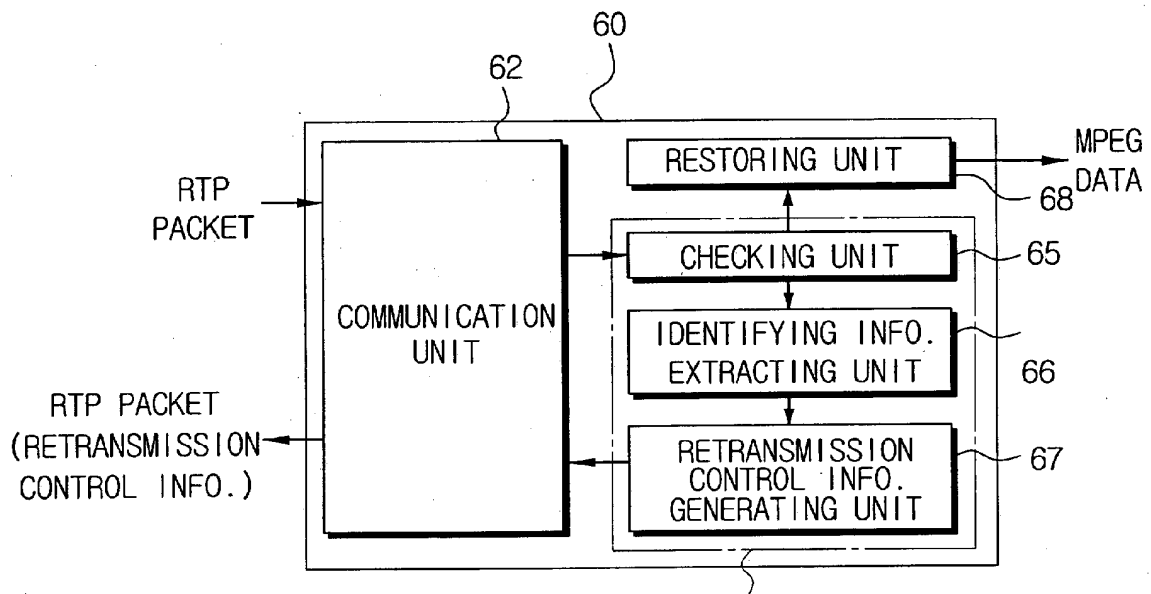 60
62
RTP
PACKET
COMMUNICATION
UNIT
RTP PACKET
(RETRANSMISSION
CONTROL INFO.)
RESTORING UNIT
68
MPEG
DATA
CHECKING UNIT
65
IDENTIFYING INFO.
EXTRACTING UNIT
66
RETRANSMISSION
CONTROL INFO.
GENERATING UNIT
67